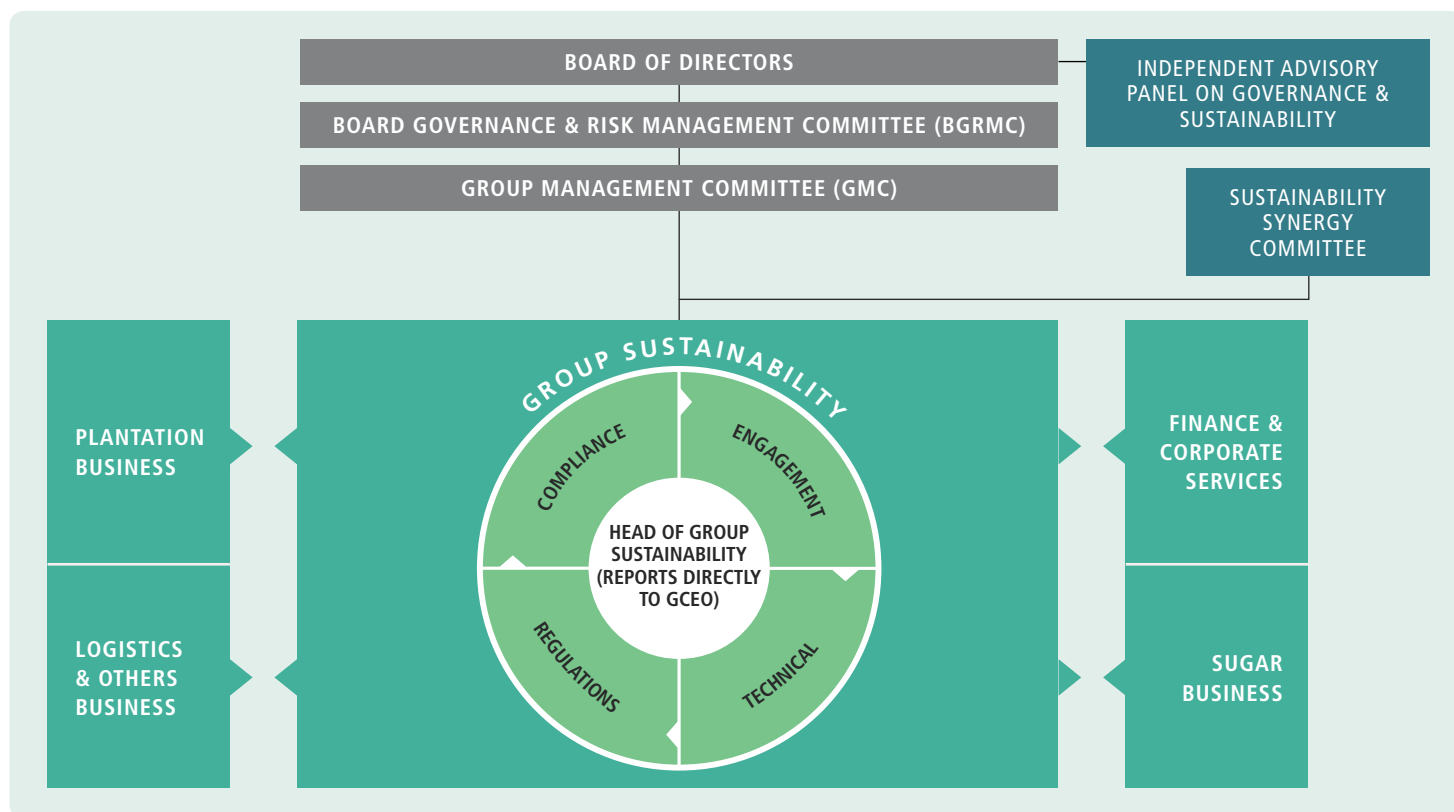 BOARD OF DIRECTORS
INDEPENDENT ADVISORY
PANEL ON GOVERNANCE &
SUSTAINABILITY
BOARD GOVERNANCE & RISK MANAGEMENT COMMITTEE (BGRMC)
GROUP MANAGEMENT COMMITTEE (GMC)
SUSTAINABILITY
SYNERGY
COMMITTEE
PLANTATION
BUSINESS
LOGISTICS
& OTHERS
BUSINESS
GROUP SUSTAINABILITY
COMPLIANCE
ENGAGEMENT
HEAD OF GROUP
SUSTAINABILITY
(REPORTS DIRECTLY
TO GCEO)
REGULATIONS
TECHNICAL
FINANCE &
CORPORATE
SERVICES
SUGAR
BUSINESS